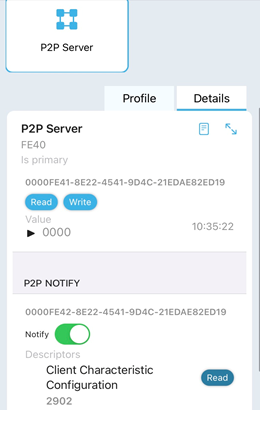 P2P Server
Profile
Details
P2P Server
FE40
Is primary
0000FE41-8E22-4541-9D4C-21EDAE82ED19
Read
Write
Value
0000
10:35:22
P2P NOTIFY
0000FE42-8E22-4541-9D4C-21EDAE82ED19
Notify
Descriptors
Client Characteristic
Configuration
Read
2902